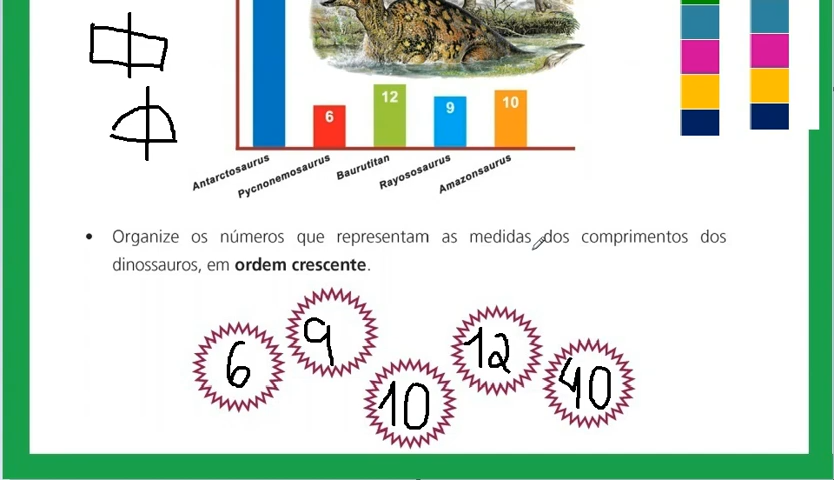 12
6
9
10
Antarctosaurus
Pycnonemosaurus
Baurutitan
Rayososaurus
Amazonsaurus
• Organize os números que representam as medidas dos comprimentos dos
dinossauros, em ordem crescente.
6 9 10 12 40